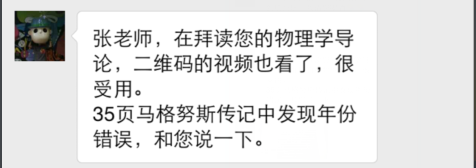 张老师，在拜读您的物理学导
论，二维码的视频也看了，很
受用。
35页马格努斯传记中发现年份
错误，和您说一下。